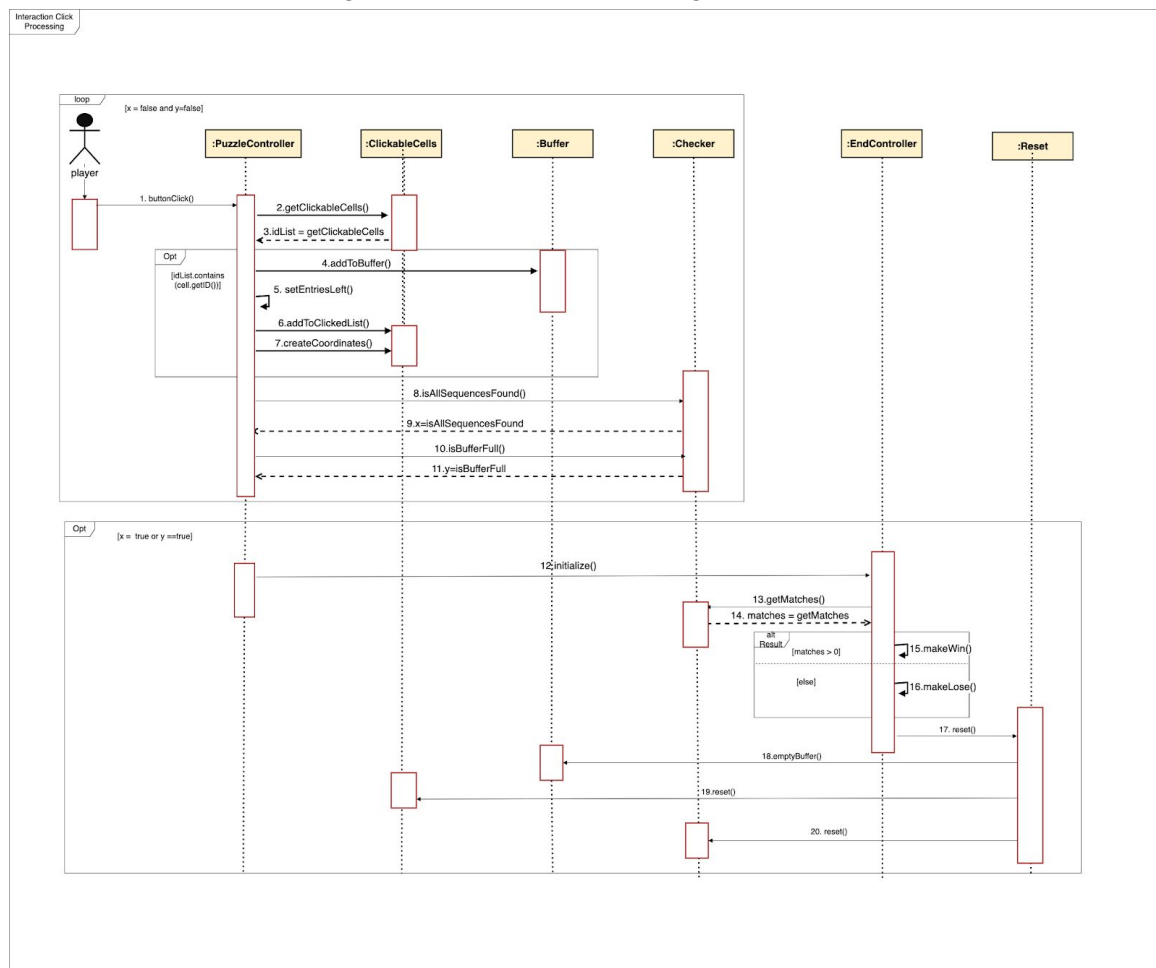 Interaction Click
Processing
loop
[x = false and y=false]
player
:PuzzleController
:ClickableCells
:Buffer
:Checker
:EndController
:Reset
1. buttonClick()
2.getClickableCells()
3.idList = getClickableCells
Opt
[idList.contains
(cell.getID())]
4.addToBuffer()
5. setEntriesLeft()
6.addToClickedList()
7.createCoordinates()
8.isAllSequencesFound()
9.x=isAllSequencesFound
10.isBufferFull()
11.y=isBufferFull
Opt
[x = true or y ==true]
12.initialize()
13.getMatches()
14. matches = getMatches
alt
Result
[matches > 0]
15.makeWin()
[else]
16.makeLose()
17. reset()
18.emptyBuffer()
19.reset()
20. reset()